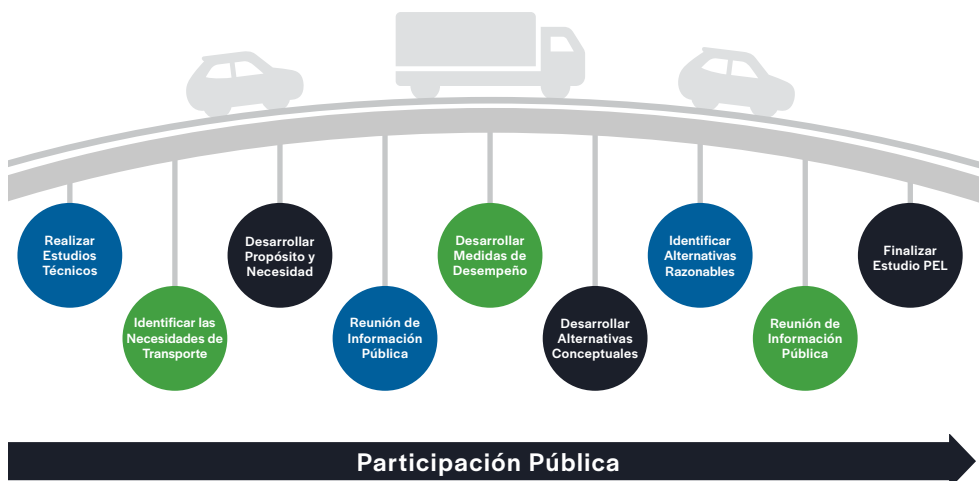 Realizar
Estudios
Técnicos
Identificar las
Necesidades de
Transporte
Desarrollar
Propósito y
Necesidad
Reunión de
Información
Pública
Desarrollar
Medidas de
Desempeño
Desarrollar
Alternativas
Conceptuales
Identificar
Alternativas
Razonables
Reunión de
Información
Pública
Finalizar
Estudio PEL
Participación Pública